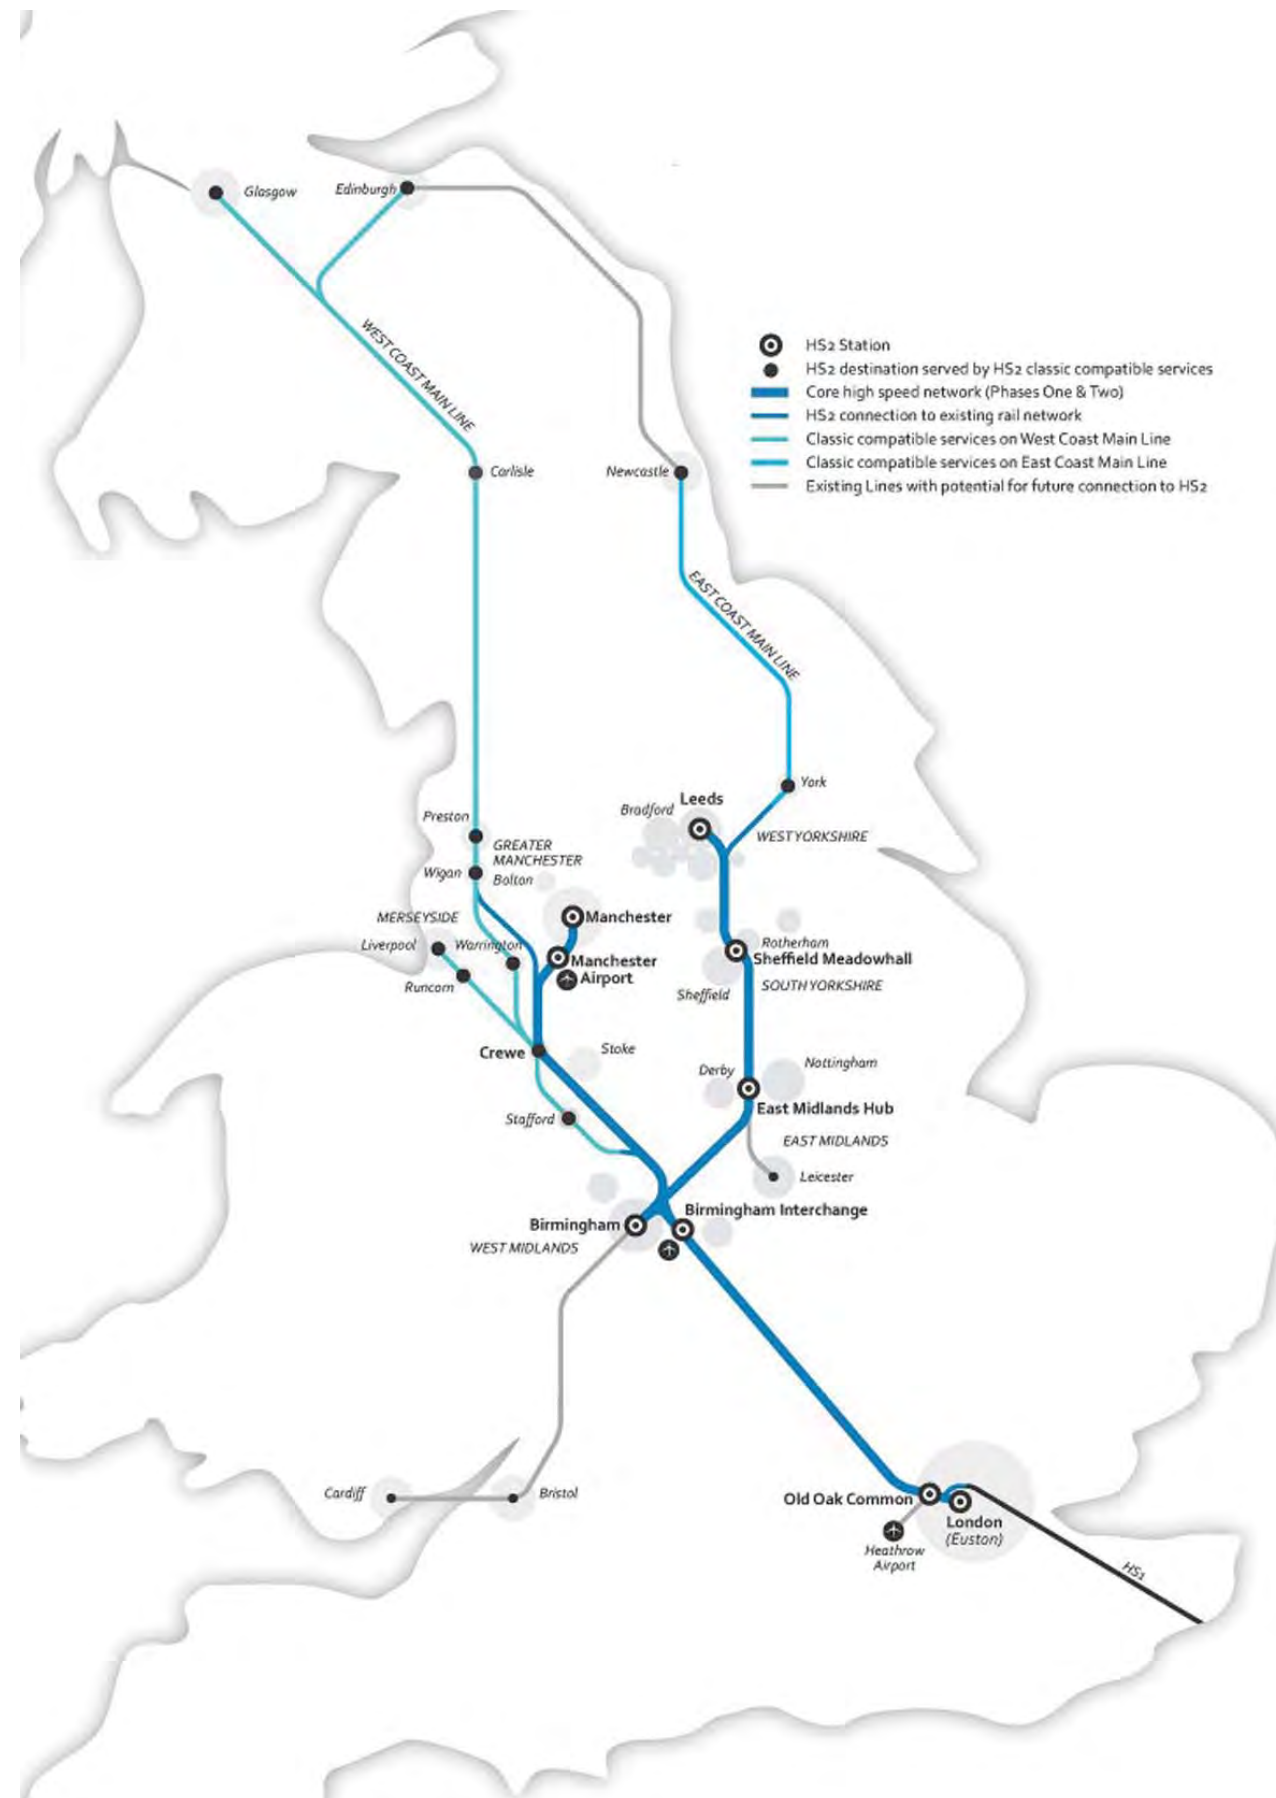 Glasgow
Edinburgh
WEST COAST MAIN LINE
HS2 Station
HS2 destination served by HS2 classic compatible services
Core high speed network (Phases One & Two)
HS2 connection to existing rail network
Classic compatible services on West Coast Main Line
Classic compatible services on East Coast Main Line
Existing Lines with potential for future connection to HS2
Carlisle
Newcastle
EAST COAST MAIN LINE
York
Leeds
Bradford
WEST YORKSHIRE
Preston
GREATER
MANCHESTER
Wigan
Bolton
MERSEYSIDE
Manchester
Liverpool
Warrington
Rotherham
Sheffield Meadowhall
Manchester
Airport
Runcorn
Sheffield
SOUTH YORKSHIRE
Crewe
Stoke
Derby
Nottingham
East Midlands Hub
Stafford
EAST MIDLANDS
Leicester
Birmingham Interchange
Birmingham
WEST MIDLANDS
Cardiff
Bristol
Old Oak Common
London
(Euston)
Heathrow
Airport
HS1